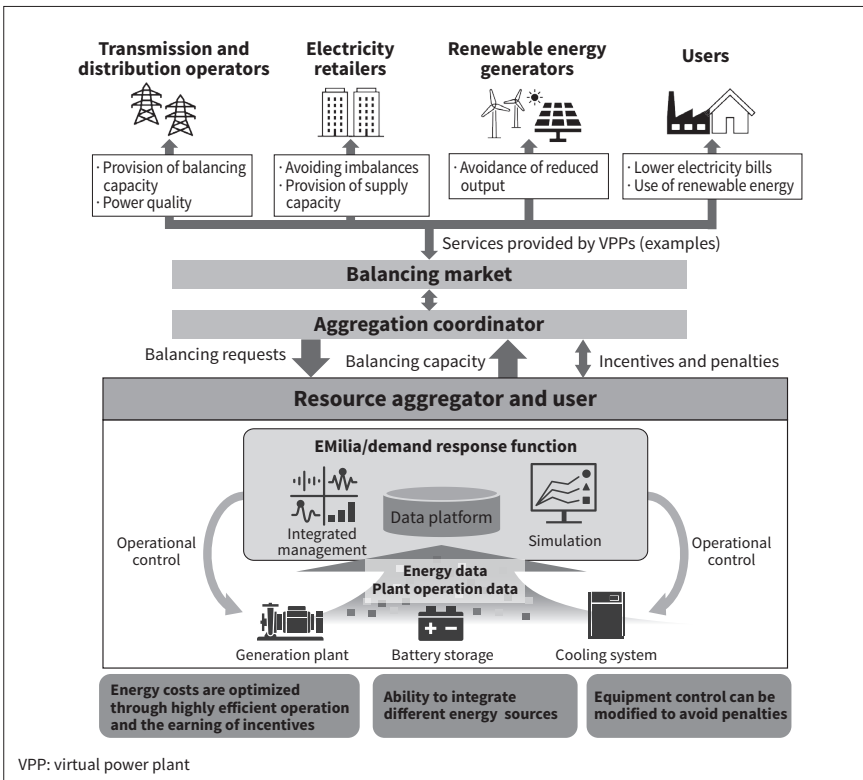 Transmission and
distribution operators
Electricity
retailers
Renewable energy
generators
Users
· Provision of balancing
capacity
· Power quality
· Avoiding imbalances
· Provision of supply
capacity
· Avoidance of reduced
output
· Lower electricity bills
· Use of renewable energy
Services provided by VPPs (examples)
Balancing market
Aggregation coordinator
Balancing requests
Balancing capacity
Incentives and penalties
Resource aggregator and user
EMilia/demand response function
Integrated
management
Data platform
Simulation
Operational
control
Operational
control
Energy data
Plant operation data
Generation plant
Battery storage
Cooling system
Energy costs are optimized
through highly efficient operation
and the earning of incentives
Ability to integrate
different energy sources
Equipment control can be
modified to avoid penalties
VPP: virtual power plant